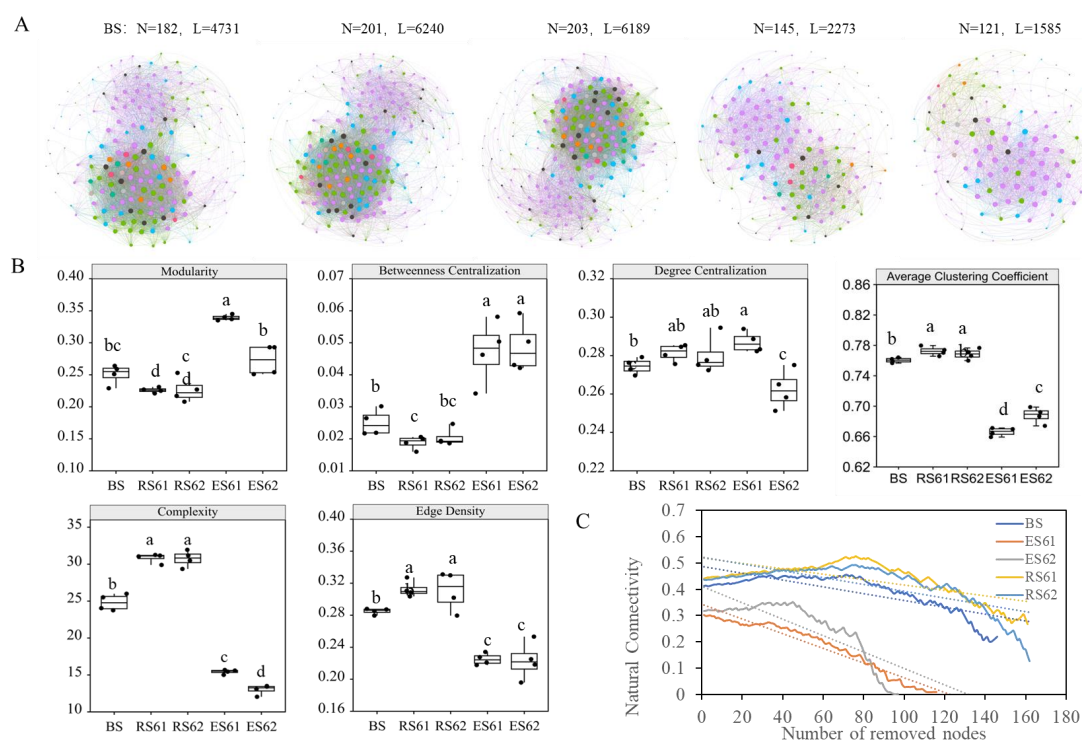 A
BS: N=182, L=4731
N=201, L=6240
N=203, L=6189
N=145, L=2273
N=121, L=1585
B
Modularity
0.40
0.35
0.30
0.25
0.20
0.15
0.10
bc
d
d
c
a
b
BS RS61 RS62 ES61 ES62
Betweenness Centralization
0.07
0.06
0.05
0.04
0.03
0.02
0.01
0.00
b
c
bc
a
a
BS RS61 RS62 ES61 ES62
Degree Centralization
0.32
0.30
0.28
0.26
0.24
0.22
b
ab
ab
a
c
BS RS61 RS62 ES61 ES62
Average Clustering Coefficient
0.86
0.82
0.78
0.74
0.70
0.66
0.62
b
a
a
d
c
BS RS61 RS62 ES61 ES62
Complexity
35
30
25
20
15
10
b
a
a
c
d
BS RS61 RS62 ES61 ES62
Edge Density
0.40
0.36
0.32
0.28
0.24
0.20
0.16
b
a
a
c
c
BS RS61 RS62 ES61 ES62
C
Natural Connectivity
0.7
0.6
0.5
0.4
0.3
0.2
0.1
0
BS
ES61
ES62
RS61
RS62
0 20 40 60 80 100 120 140 160 180
Number of removed nodes